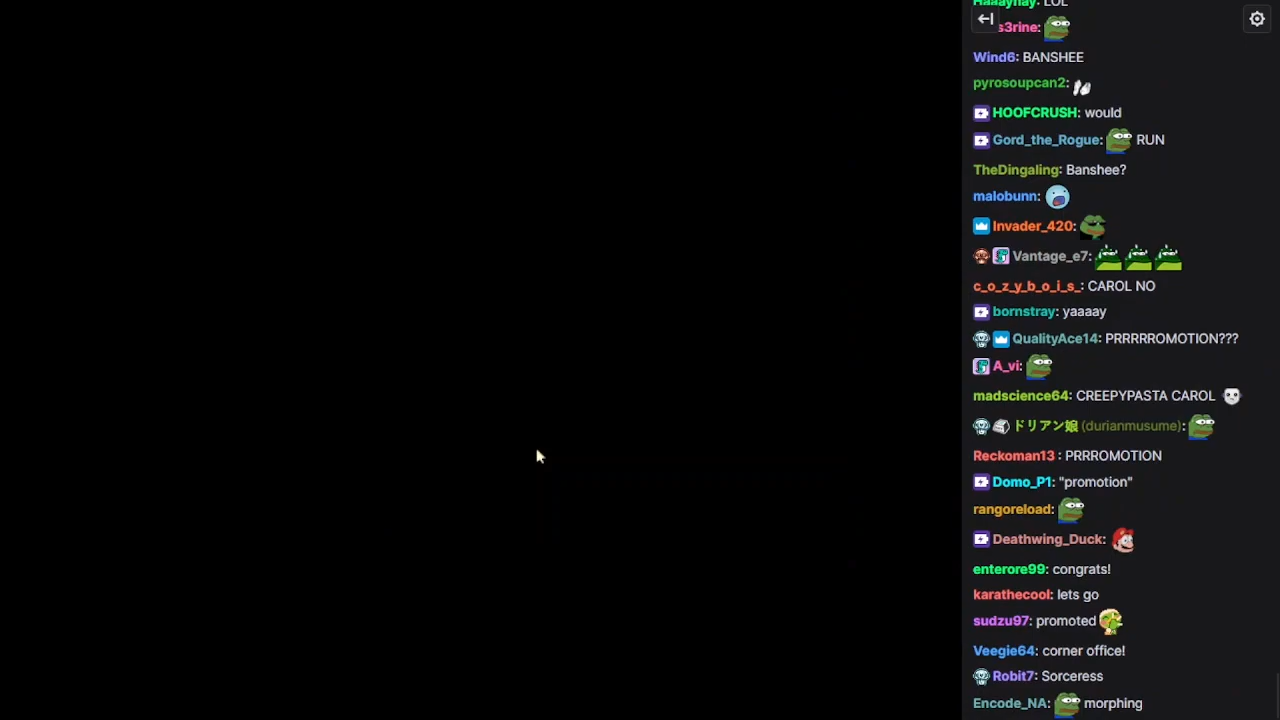 Haaayhay: LOL
s3rine:
Wind6: BANSHEE
pyrosoupcan2:
HOOFCRUSH: would
Gord_the_Rogue: RUN
TheDingaling: Banshee?
malobunn:
Invader_420:
Vantage_e7:
c_o_z_y_b_o_i_s_: CAROL NO
bornstray: yaaaay
QualityAce14: PRRRRROMOTION???
A_vi:
madscience64: CREEPYPASTA CAROL
ドリアン娘 (durianmusume):
Reckoman13 : PRRROMOTION
Domo_P1: "promotion"
rangoreload:
Deathwing_Duck:
enterore99: congrats!
karathecool: lets go
sudzu97: promoted
Veegie64: corner office!
Robit7: Sorceress
Encode_NA: morphing